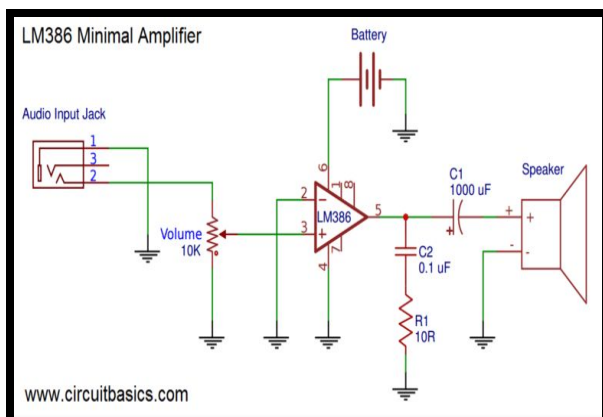 LM386 Minimal Amplifier
Battery
Audio Input Jack
1
3
2
6
1
8
C1
1000 uF
Speaker
2
-
LM386
5
+
+
Volume
10K
3
+
+
7
4
C2
0.1 uF
-
-
R1
10R
www.circuitbasics.com